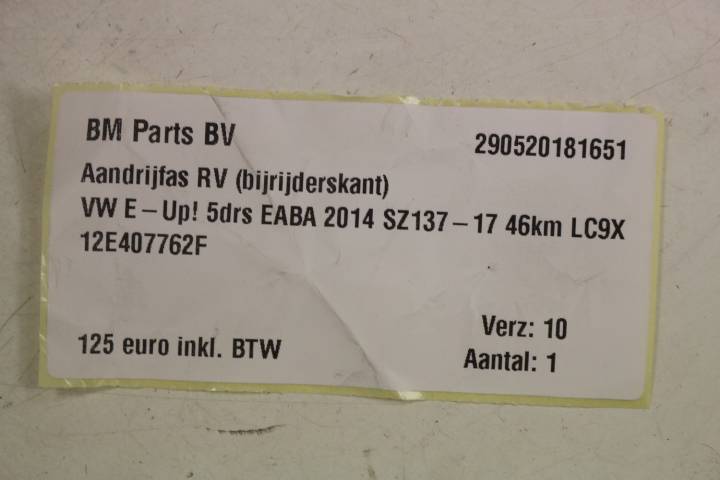 BM Parts BV 290520181651
Aandrijfas RV (bijrijderskant)
VW E-Up! 5drs EABA 2014 SZ137-17 46km LC9X
12E407762F
Verz: 10
125 euro inkl. BTW Aantal: 1